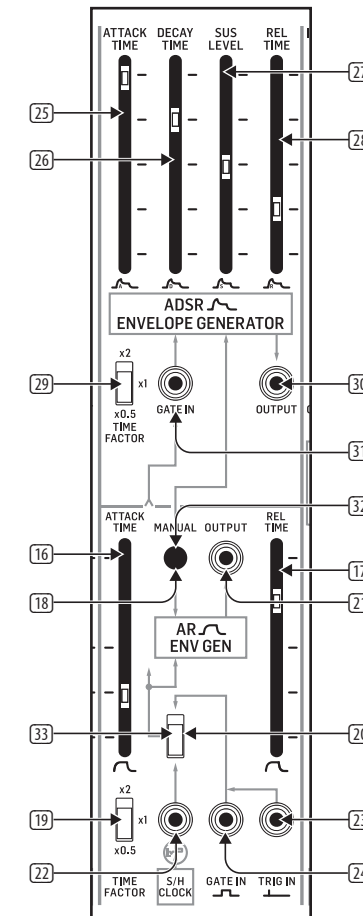 ATTACK TIME
DECAY TIME
SUS LEVEL
REL TIME
25
26
27
28
A
D
S
R
ADSR
ENVELOPE GENERATOR
x2
x1
x0.5
TIME
FACTOR
GATE IN
OUTPUT
29
30
31
32
ATTACK TIME
MANUAL
OUTPUT
REL TIME
16
17
18
21
AR
ENV GEN
33
20
x2
x1
x0.5
TIME
FACTOR
19
22
23
24
S/H
CLOCK
GATE IN
TRIG IN